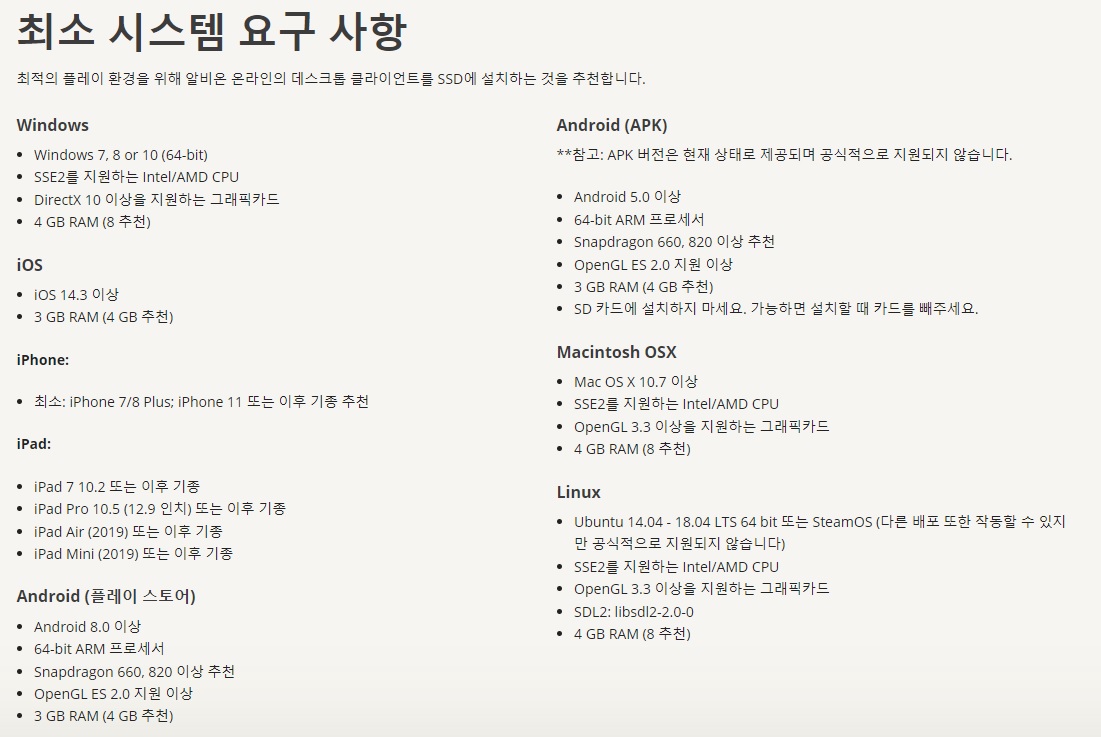 최소 시스템 요구 사항
최적의 플레이 환경을 위해 알비온 온라인의 데스크톱 클라이언트를 SSD에 설치하는 것을 추천합니다.
Windows
• Windows 7, 8 or 10 (64-bit)
• SSE2를 지원하는 Intel/AMD CPU
• DirectX 10 이상을 지원하는 그래픽카드
• 4 GB RAM (8 추천)
iOS
• iOS 14.3 이상
• 3 GB RAM (4 GB 추천)
iPhone:
• 최소: iPhone 7/8 Plus; iPhone 11 또는 이후 기종 추천
iPad:
• iPad 7 10.2 또는 이후 기종
• iPad Pro 10.5 (12.9 인치) 또는 이후 기종
• iPad Air (2019) 또는 이후 기종
• iPad Mini (2019) 또는 이후 기종
Android (플레이 스토어)
• Android 8.0 이상
• 64-bit ARM 프로세서
• Snapdragon 660, 820 이상 추천
• OpenGL ES 2.0 지원 이상
• 3 GB RAM (4 GB 추천)
Android (APK)
**참고: APK 버전은 현재 상태로 제공되며 공식적으로 지원되지 않습니다.
• Android 5.0 이상
• 64-bit ARM 프로세서
• Snapdragon 660, 820 이상 추천
• OpenGL ES 2.0 지원 이상
• 3 GB RAM (4 GB 추천)
• SD 카드에 설치하지 마세요. 가능하면 설치할 때 카드를 빼주세요.
Macintosh OSX
• Mac OS X 10.7 이상
• SSE2를 지원하는 Intel/AMD CPU
• OpenGL 3.3 이상을 지원하는 그래픽카드
• 4 GB RAM (8 추천)
Linux
• Ubuntu 14.04 - 18.04 LTS 64 bit 또는 SteamOS (다른 배포 또한 작동할 수 있지
만 공식적으로 지원되지 않습니다)
• SSE2를 지원하는 Intel/AMD CPU
• OpenGL 3.3 이상을 지원하는 그래픽카드
• SDL2: libsdl2-2.0-0
• 4 GB RAM (8 추천)